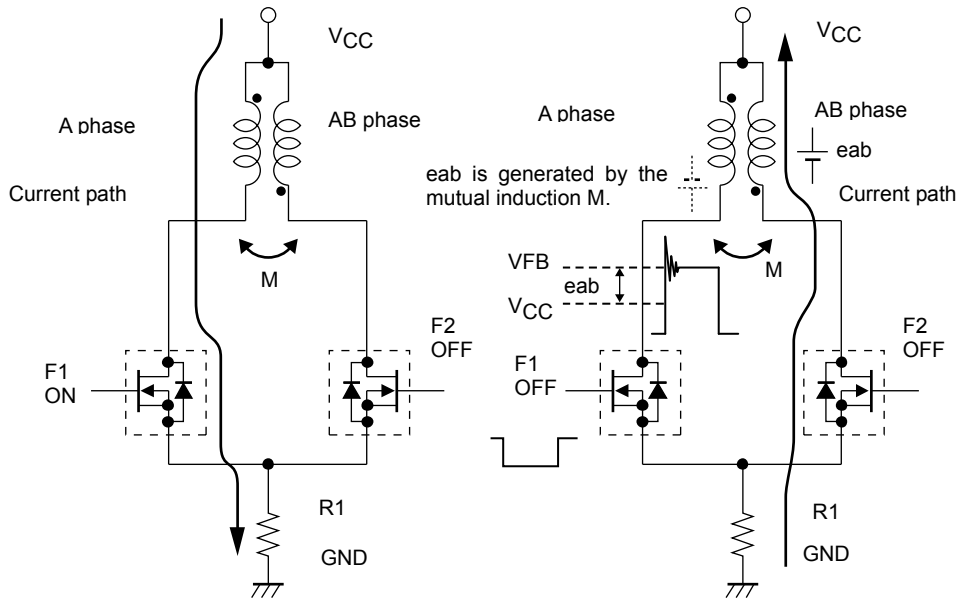 VCC
A phase
AB phase
Current path
M
F1
ON
F2
OFF
R1
GND
VCC
A phase
AB phase
eab
eab is generated by the
mutual induction M.
Current path
VFB
eab
VCC
M
F1
OFF
F2
OFF
R1
GND